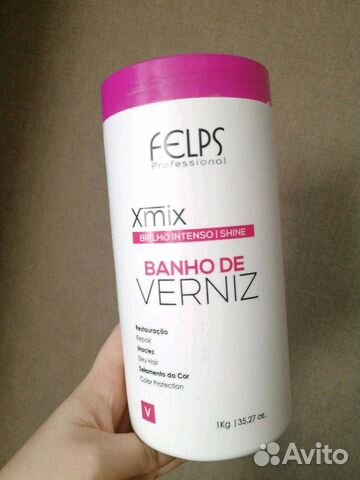 FELPS
Professional
Xmix
BRILHO INTENSO | SHINE
BANHO DE
VERNIZ
Restauração
Repair
Maciez
Silky Hair
Selamento da Cor
Color Protection
V
1Kg | 35.27 oz.
Avito